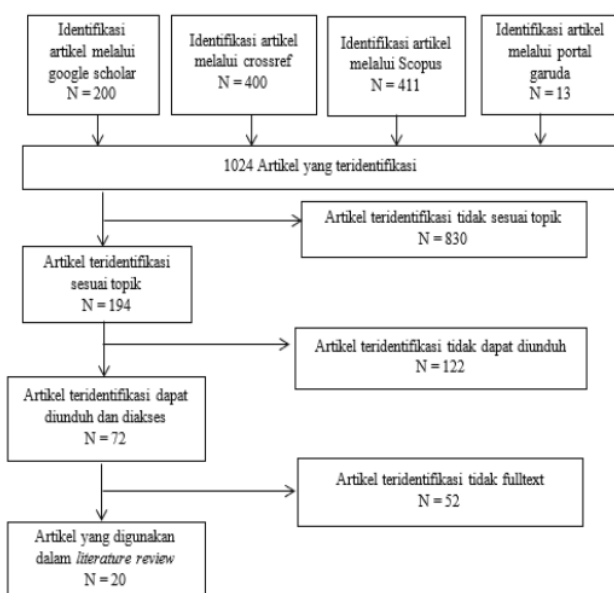 Identifikasi
artikel melalui
google scholar
N = 200
Identifikasi artikel
melalui crossref
N = 400
Identifikasi artikel
melalui Scopus
N = 411
Identifikasi artikel
melalui portal
garuda
N = 13
1024 Artikel yang teridentifikasi
Artikel teridentifikasi tidak sesuai topik
N = 830
Artikel teridentifikasi
sesuai topik
N = 194
Artikel teridentifikasi tidak dapat diunduh
N = 122
Artikel teridentifikasi dapat
diunduh dan diakses
N = 72
Artikel teridentifikasi tidak fulltext
N = 52
Artikel yang digunakan
dalam literature review
N = 20